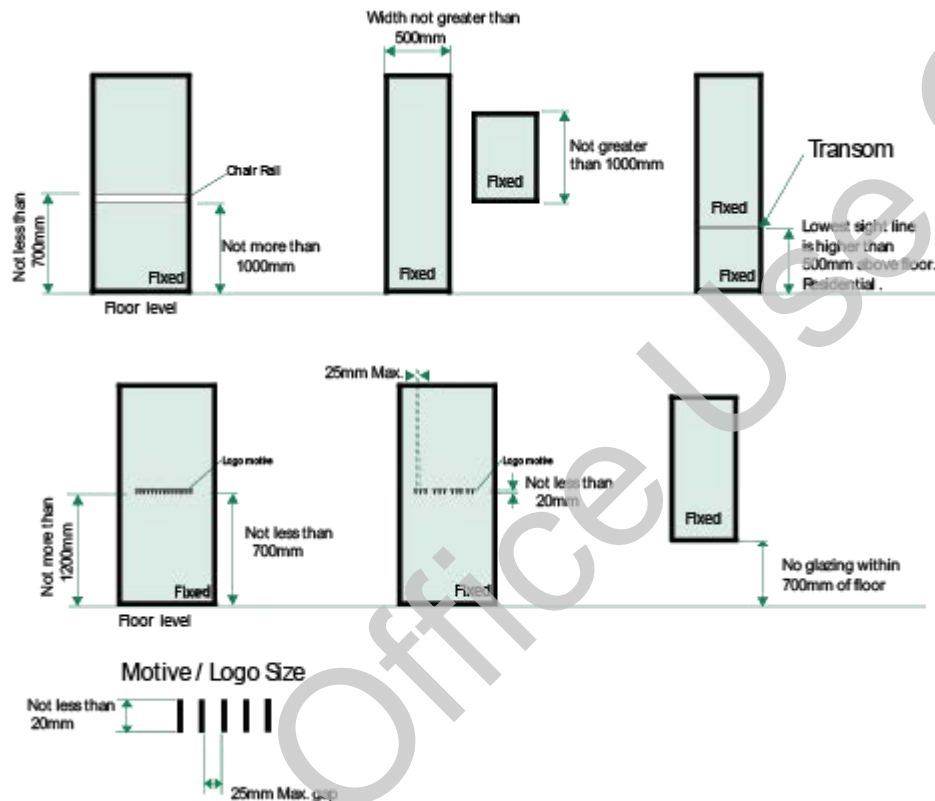 Width not greater than
500mm
Not less than
700mm
Chair Rail
Not more than
1000mm
Fixed
Floor level
Fixed
Fixed
Not greater
than 1000mm
Transom
Fixed
Fixed
Lowest sight line
is higher than
500mm above floor.
Residential .
25mm Max.
Not more than
1200mm
Logo motive
Not less than
700mm
Fixed
Floor level
Logo motive
Not less than
20mm
Fixed
Fixed
No glazing within
700mm of floor
Motive / Logo Size
Not less than
20mm
25mm Max. gap
Office Use